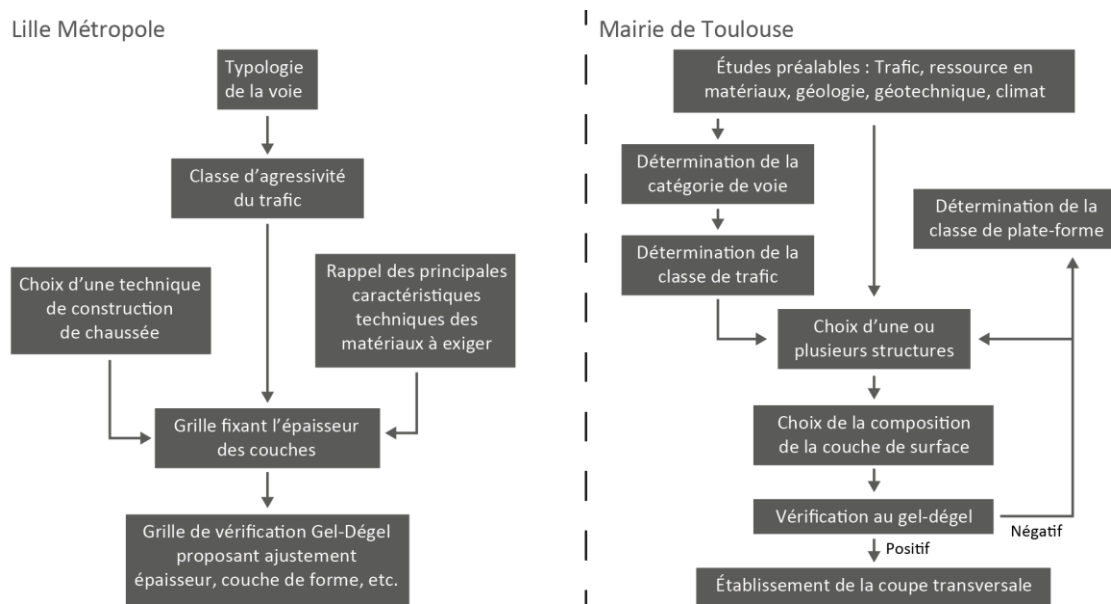 Lille Métropole
Typologie
de la voie
Classe d’agressivité
du trafic
Choix d’une technique
de construction
de chaussée
Rappel des principales
caractéristiques
techniques des
matériaux à exiger
Grille fixant l’épaisseur
des couches
Grille de vérification Gel-Dégel
proposant ajustement
épaisseur, couche de forme, etc.
Mairie de Toulouse
Études préalables : Trafic, ressource en
matériaux, géologie, géotechnique, climat
Détermination de la
catégorie de voie
Détermination de la
classe de plate-forme
Détermination de la
classe de trafic
Choix d’une ou
plusieurs structures
Choix de la composition
de la couche de surface
Vérification au gel-dégel
Négatif
Positif
Établissement de la coupe transversale